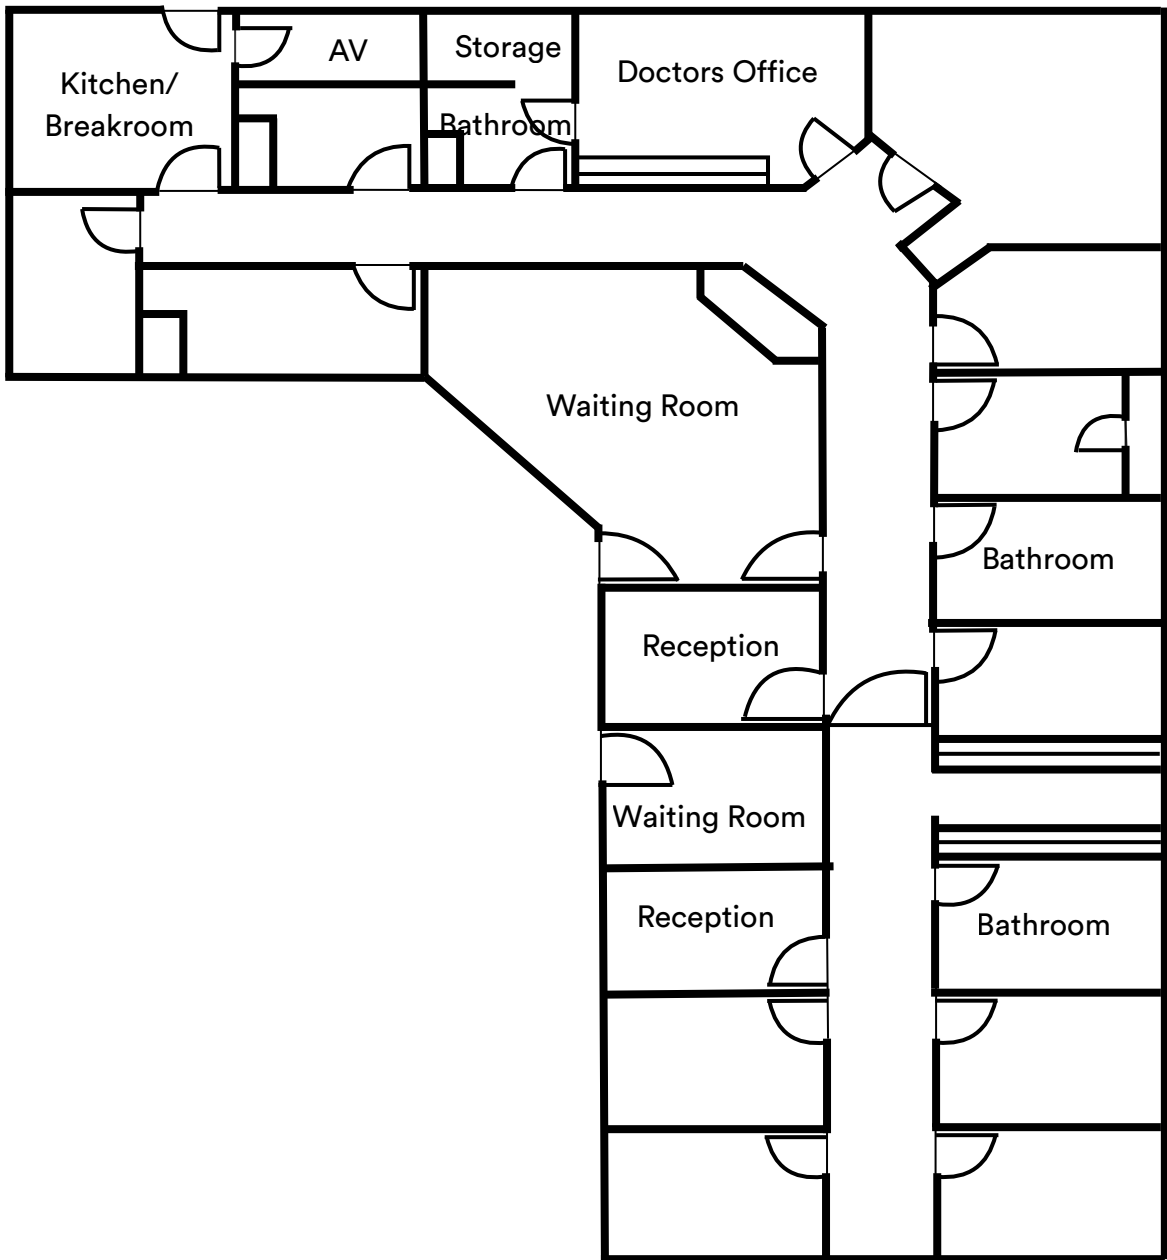 AV
Storage
Kitchen/
Breakroom
Doctors Office
Bathroom
Waiting Room
Bathroom
Reception
Waiting Room
Reception
Bathroom